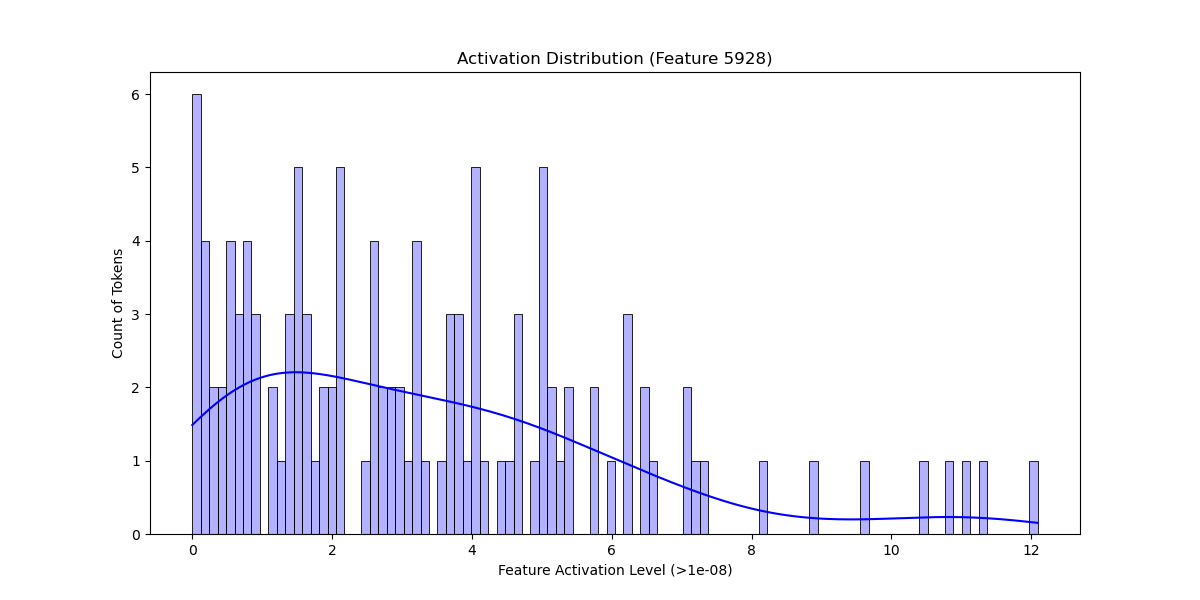 Activation Distribution (Feature 5928)
6
5
4
3
2
1
0
Count of Tokens
0 2 4 6 8 10 12
Feature Activation Level (>1e-08)